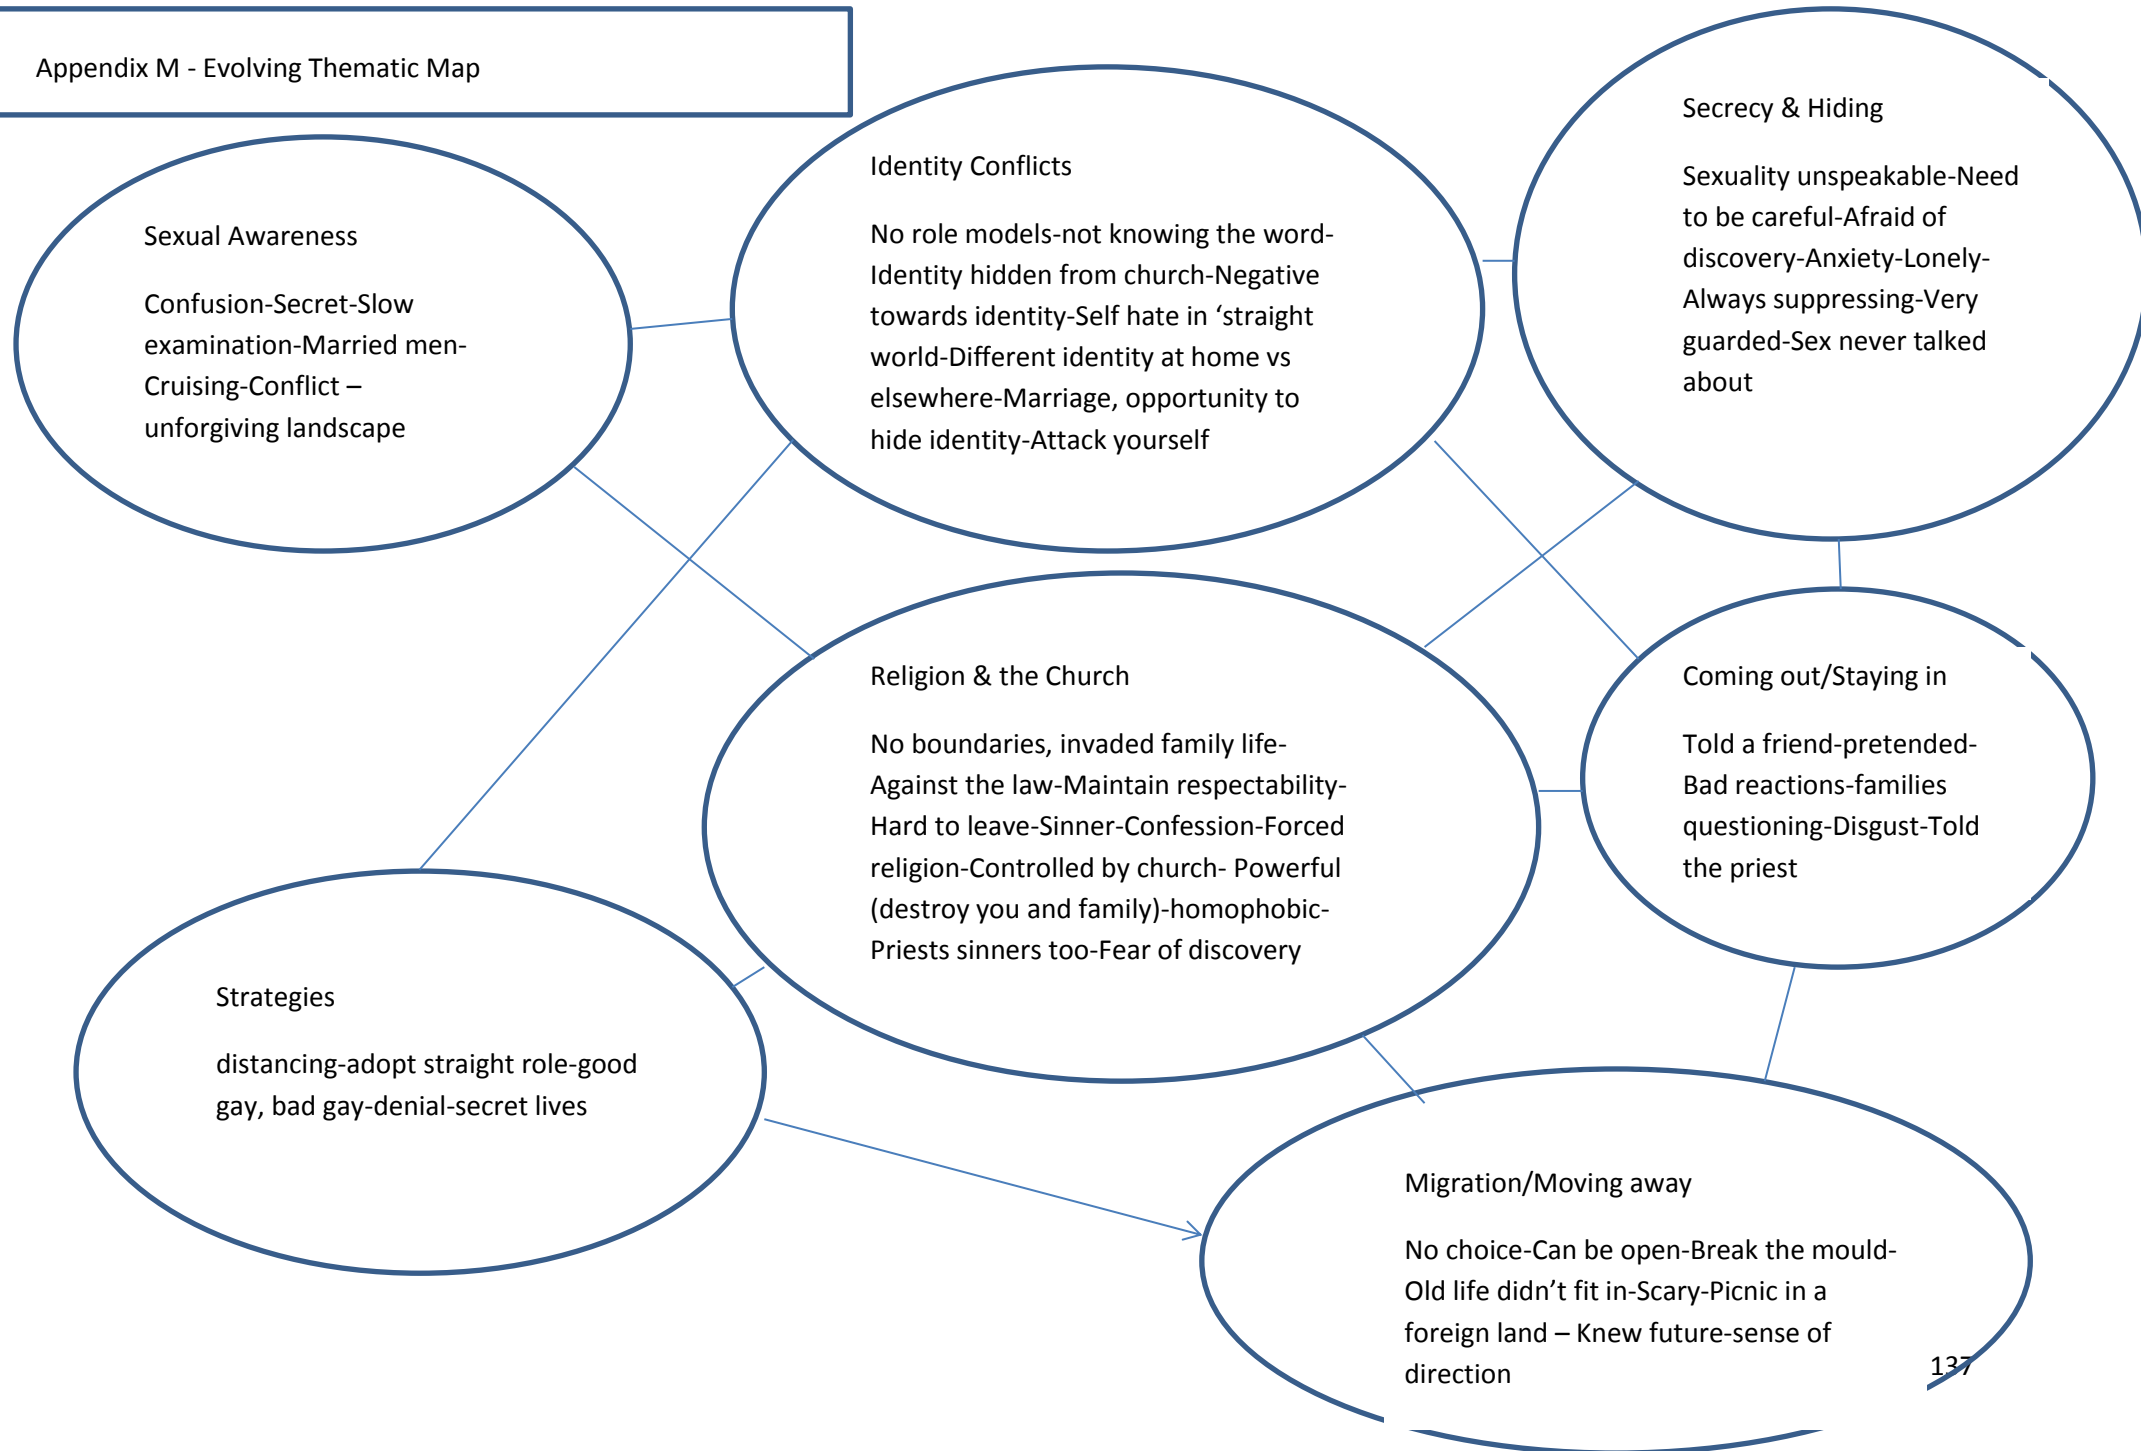 Appendix M - Evolving Thematic Map
Sexual Awareness
Confusion-Secret-Slow
examination-Married men-
Cruising-Conflict –
unforgiving landscape
Identity Conflicts
No role models-not knowing the word-
Identity hidden from church-Negative
towards identity-Self hate in ‘straight
world-Different identity at home vs
elsewhere-Marriage, opportunity to
hide identity-Attack yourself
Secrecy & Hiding
Sexuality unspeakable-Need
to be careful-Afraid of
discovery-Anxiety-Lonely-
Always suppressing-Very
guarded-Sex never talked
about
Religion & the Church
No boundaries, invaded family life-
Against the law-Maintain respectability-
Hard to leave-Sinner-Confession-Forced
religion-Controlled by church- Powerful
(destroy you and family)-homophobic-
Priests sinners too-Fear of discovery
Coming out/Staying in
Told a friend-pretended-
Bad reactions-families
questioning-Disgust-Told
the priest
Strategies
distancing-adopt straight role-good
gay, bad gay-denial-secret lives
Migration/Moving away
No choice-Can be open-Break the mould-
Old life didn’t fit in-Scary-Picnic in a
foreign land – Knew future-sense of
direction
137